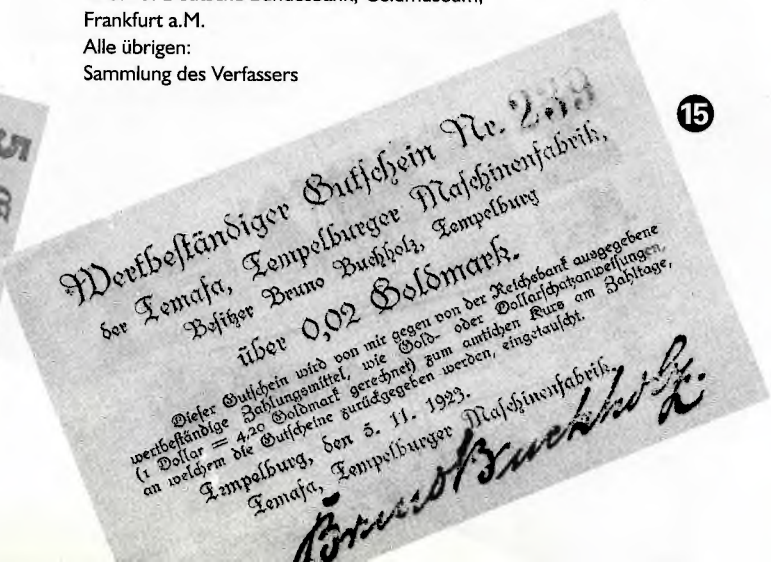 Frankfurt a.M.
Alle übrigen:
Sammlung des Verfassers
15
Wertbeständiger Gutschein Nr. 239
der Temafa, Tempelburger Maschinenfabrik,
Besitzer Bruno Buchholz, Tempelburg
über 0,02 Goldmark.
Dieser Gutschein wird von mir gegen von der Reichsbank ausgegebene
wertbeständige Zahlungsmittel, wie Gold- oder Dollarschatzanweisungen,
(1 Dollar = 4,20 Goldmark gerechnet) zum amtlichen Kurs am Zahltage,
an welchem die Gutscheine zurückgegeben werden, eingetauscht.
Tempelburg, den 5. 11. 1923.
Temafa, Tempelburger Maschinenfabrik.
Bruno Buchholz.